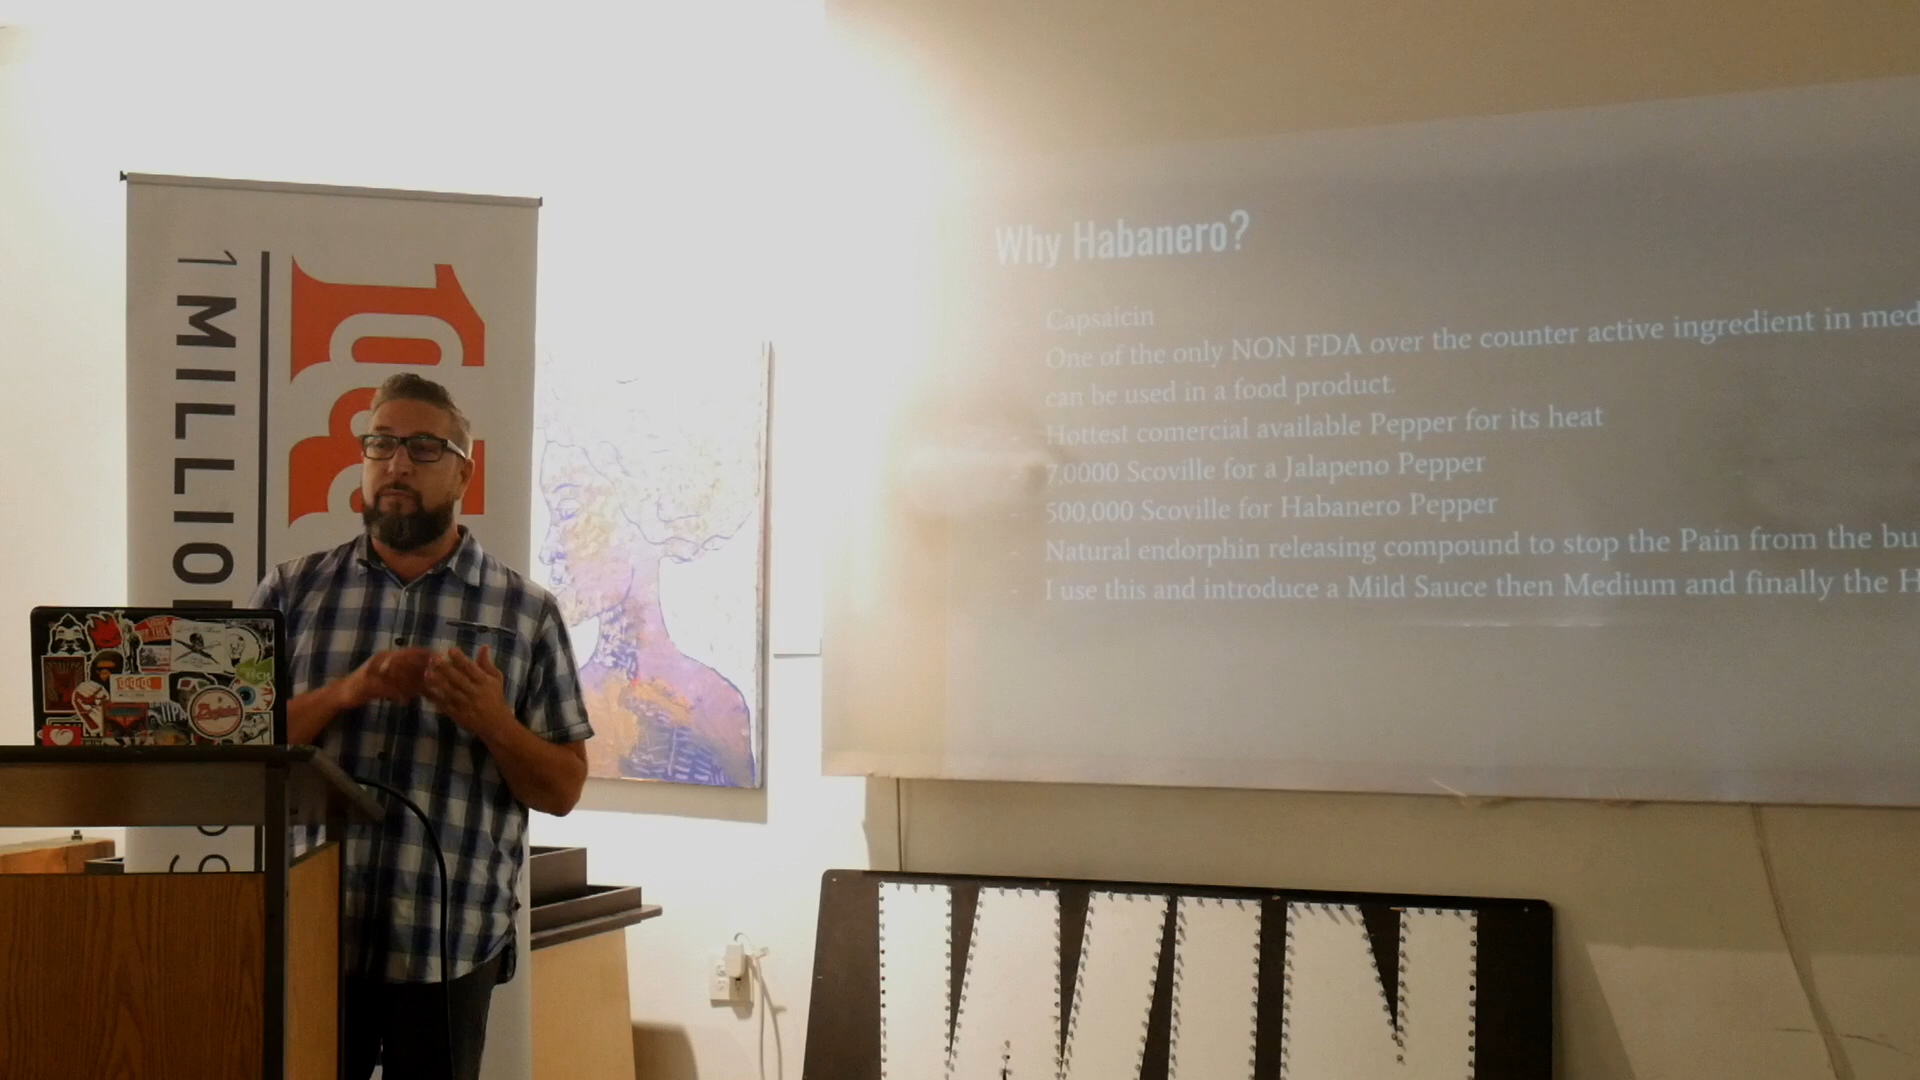 1 MILLION
Why Habanero?
- Capsaicin
One of the only NON FDA over the counter active ingredient in med
can be used in a food product.
- Hottest comercial available Pepper for its heat
- 7,0000 Scoville for a Jalapeno Pepper
- 500,000 Scoville for Habanero Pepper
- Natural endorphin releasing compound to stop the Pain from the bu
- I use this and introduce a Mild Sauce then Medium and finally the H
TECH